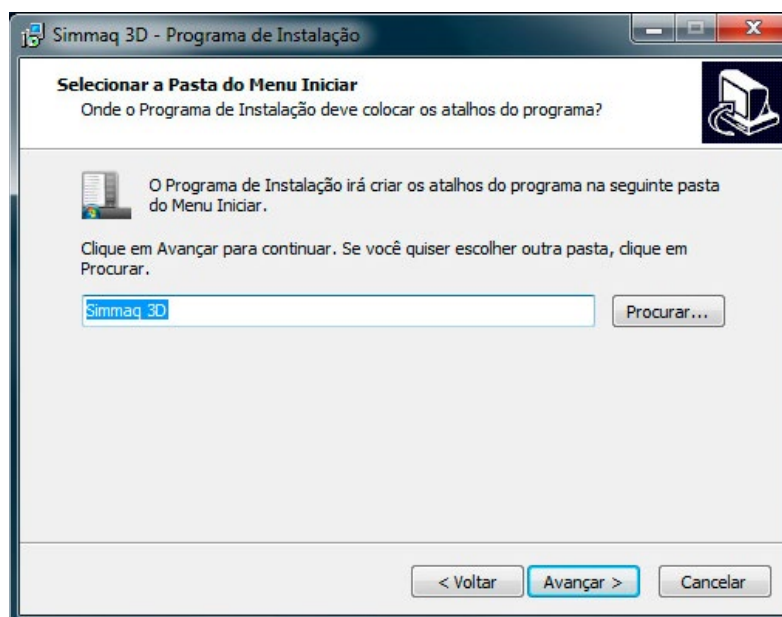 Simmaq 3D - Programa de Instalação
Selecionar a Pasta do Menu Iniciar
Onde o Programa de Instalação deve colocar os atalhos do programa?
O Programa de Instalação irá criar os atalhos do programa na seguinte pasta
do Menu Iniciar.
Clique em Avançar para continuar. Se você quiser escolher outra pasta, clique em
Procurar.
Simmaq 3D
Procurar...
< Voltar
Avançar >
Cancelar